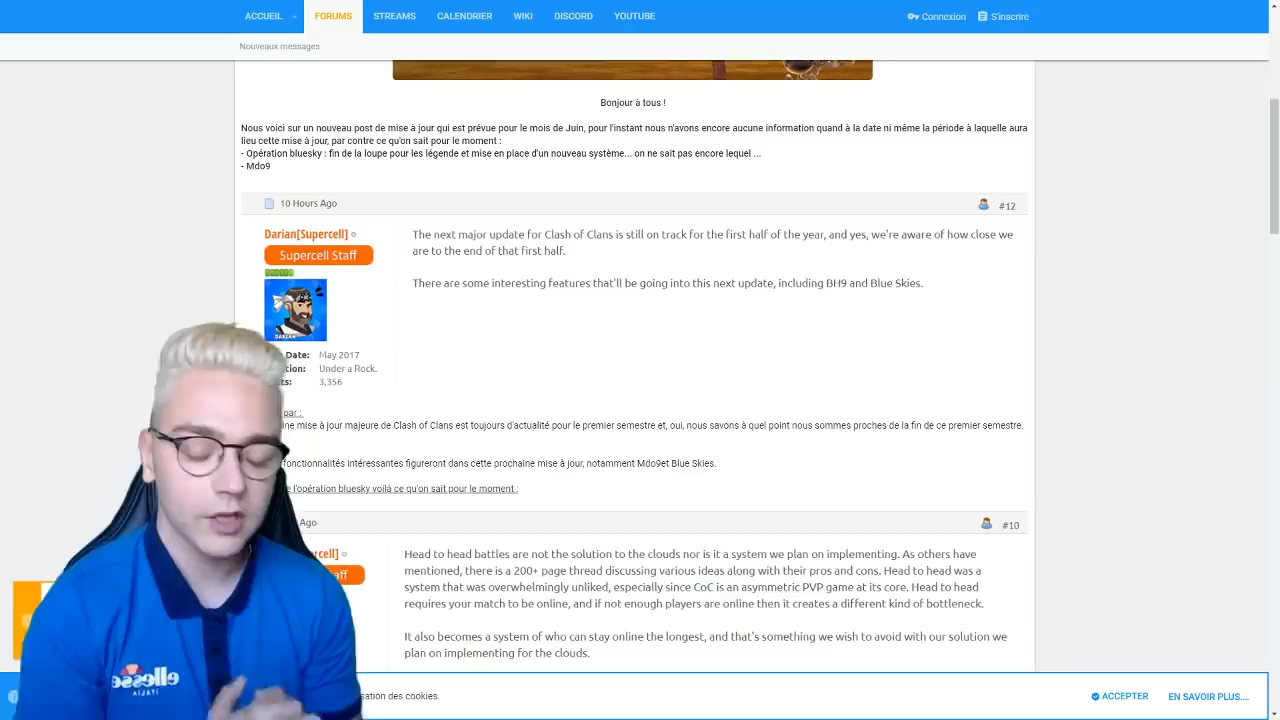 ACCUEIL FORUMS STREAMS CALENDRIER WIKI DISCORD YOUTUBE Connexion S'inscrire
Nouveaux messages
Bonjour à tous !
Nous voici sur un nouveau post de mise à jour qui est prévue pour le mois de Juin, pour l'instant nous n'avons encore aucune information quant à la date ni même la période à laquelle aura
lieu cette mise à jour, par contre ce qu'on sait pour le moment :
- Opération bluesky : fin de la loupe pour les légende et mise en place d'un nouveau système... on ne sait pas encore lequel ...
- Mdo9
10 Hours Ago #12
Darian[Supercell]
Supercell Staff
DARIAN
The next major update for Clash of Clans is still on track for the first half of the year, and yes, we're aware of how close we
are to the end of that first half.
There are some interesting features that'll be going into this next update, including BH9 and Blue Skies.
Date: May 2017
tion: Under a Rock.
ts: 3,356
par :
ine mise à jour majeure de Clash of Clans est toujours d'actualité pour le premier semestre et, oui, nous savons à quel point nous sommes proches de la fin de ce premier semestre.
fonctionnalités intéressantes figureront dans cette prochaine mise à jour, notamment Mdo9et Blue Skies.
l'opération bluesky voilà ce qu'on sait pour le moment :
Ago #10
rcell]
aff
Head to head battles are not the solution to the clouds nor is it a system we plan on implementing. As others have
mentioned, there is a 200+ page thread discussing various ideas along with their pros and cons. Head to head was a
system that was overwhelmingly unliked, especially since CoC is an asymmetric PVP game at its core. Head to head
requires your match to be online, and if not enough players are online then it creates a different kind of bottleneck.
It also becomes a system of who can stay online the longest, and that's something we wish to avoid with our solution we
plan on implementing for the clouds.
sation des cookies. ACCEPTER EN SAVOIR PLUS....
ellesse
ITALIA